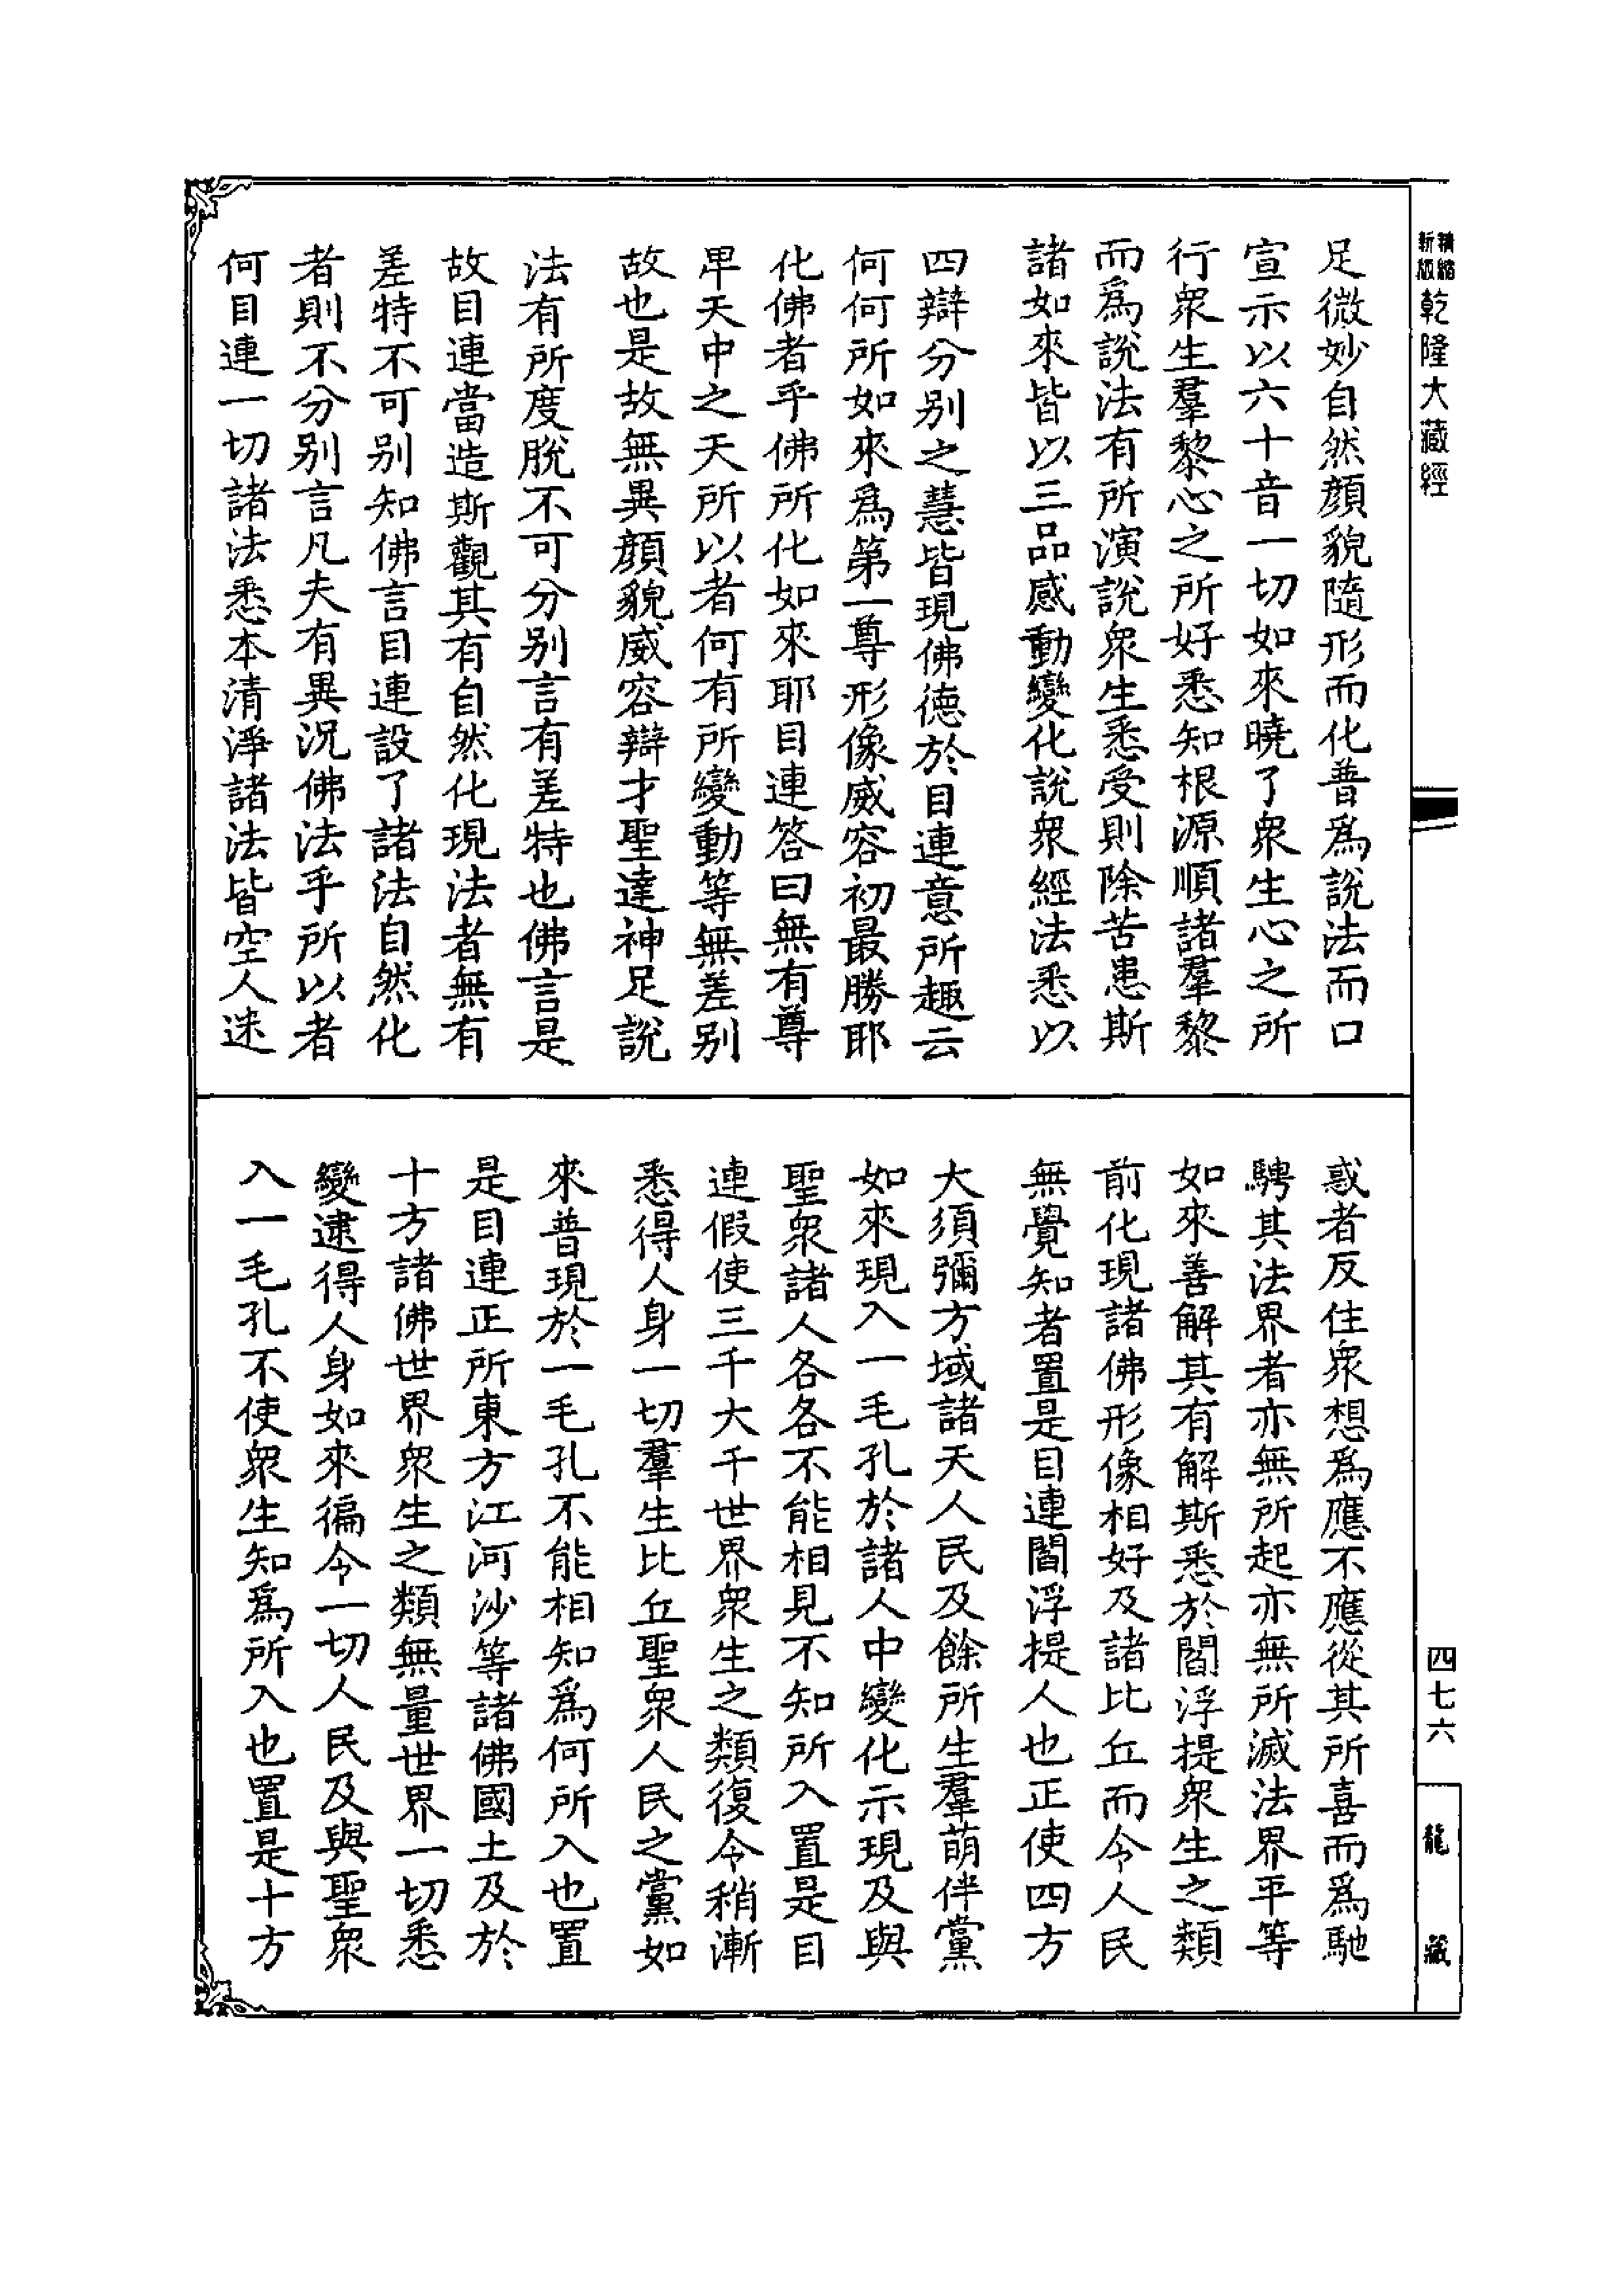 精縮
新版
乾隆大藏經
足微妙自然顔貌隨形而化普爲說法而口
宣示以六十音一切如來曉了衆生心之所
行衆生羣黎心之所好悉知根源順諸羣黎
而爲說法有所演說衆生悉受則除苦患斯
諸如來皆以三品感動變化說衆經法悉以
四辯分别之慧皆現佛德於目連意所趣云
何何所如來爲第一尊形像威容初最勝耶
化佛者乎佛所化如來耶目連答曰無有尊
卑天中之天所以者何有所變動等無差别
故也是故無異顔貌威容辯才聖達神足說
法有所度脫不可分别言有差特也佛言是
故目連當造斯觀其有自然化現法者無有
差特不可别知佛言目連設了諸法自然化
者則不分别言凡夫有異況佛法乎所以者
何目連一切諸法悉本清淨諸法皆空人迷
惑者反住衆想爲應不應從其所喜而爲馳
騁其法界者亦無所起亦無所滅法界平等
如來善解其有解斯悉於閻浮提衆生之類
前化現諸佛形像相好及諸比丘而令人民
無覺知者置是目連閻浮提人也正使四方
大須彌方域諸天人民及餘所生羣萌伴黨
如來現入一毛孔於諸人中變化示現及與
聖衆諸人各各不能相見不知所入置是目
連假使三千大千世界衆生之類復令稍漸
悉得人身一切羣生比丘聖衆人民之黨如
來普現於一毛孔不能相知爲何所入也置
是目連正所東方江河沙等諸佛國土及於
十方諸佛世界衆生之類無量世界一切悉
變逮得人身如來徧令一切人民及與聖衆
入一毛孔不使衆生知爲所入也置是十方
四七六
龍藏